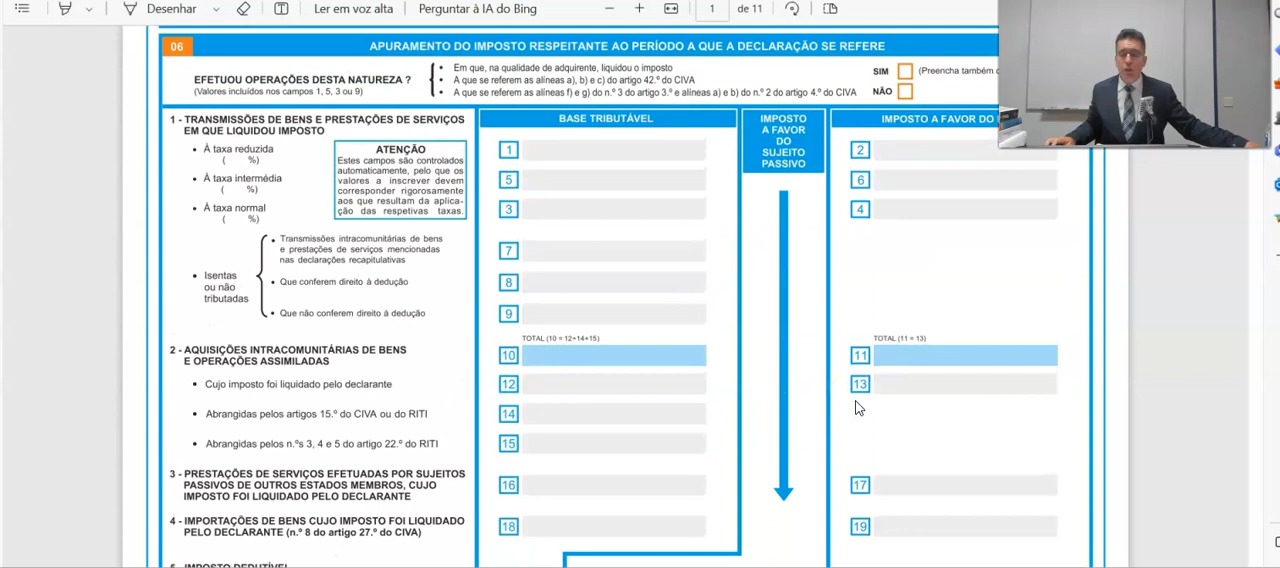 Desenhar
Ler em voz alta
Perguntar à IA do Bing
1
de 11
06
APURAMENTO DO IMPOSTO RESPEITANTE AO PERÍODO A QUE A DECLARAÇÃO SE REFERE
EFETUOU OPERAÇÕES DESTA NATUREZA ?
(Valores incluídos nos campos 1, 5, 3 ou 9)
• Em que, na qualidade de adquirente, liquidou o imposto
• A que se referem as alíneas a), b) e c) do artigo 42.º do CIVA
• A que se referem as alíneas f) e g) do n.º 3 do artigo 3.º e alíneas a) e b) do n.º 2 do artigo 4.º do CIVA
SIM
(Preencha também o
NÃO
1 - TRANSMISSÕES DE BENS E PRESTAÇÕES DE SERVIÇOS
EM QUE LIQUIDOU IMPOSTO
• À taxa reduzida
( %)
• À taxa intermédia
( %)
• À taxa normal
( %)
ATENÇÃO
Estes campos são controlados
automaticamente, pelo que os
valores a inscrever devem
corresponder rigorosamente
aos que resultam da aplica-
ção das respetivas taxas.
• Isentas
ou não
tributadas
• Transmissões intracomunitárias de bens
e prestações de serviços mencionadas
nas declarações recapitulativas
• Que conferem direito à dedução
• Que não conferem direito à dedução
BASE TRIBUTÁVEL
IMPOSTO
A FAVOR
DO
SUJEITO
PASSIVO
IMPOSTO A FAVOR DO
1
2
5
6
3
4
7
8
9
2 - AQUISIÇÕES INTRACOMUNITÁRIAS DE BENS
E OPERAÇÕES ASSIMILADAS
TOTAL (10 = 12+14+15)
10
TOTAL (11 = 13)
11
• Cujo imposto foi liquidado pelo declarante
12
13
• Abrangidas pelos artigos 15.º do CIVA ou do RITI
14
• Abrangidas pelos n.ºs 3, 4 e 5 do artigo 22.º do RITI
15
3 - PRESTAÇÕES DE SERVIÇOS EFETUADAS POR SUJEITOS
PASSIVOS DE OUTROS ESTADOS MEMBROS, CUJO
IMPOSTO FOI LIQUIDADO PELO DECLARANTE
16
17
4 - IMPORTAÇÕES DE BENS CUJO IMPOSTO FOI LIQUIDADO
PELO DECLARANTE (n.º 8 do artigo 27.º do CIVA)
18
19